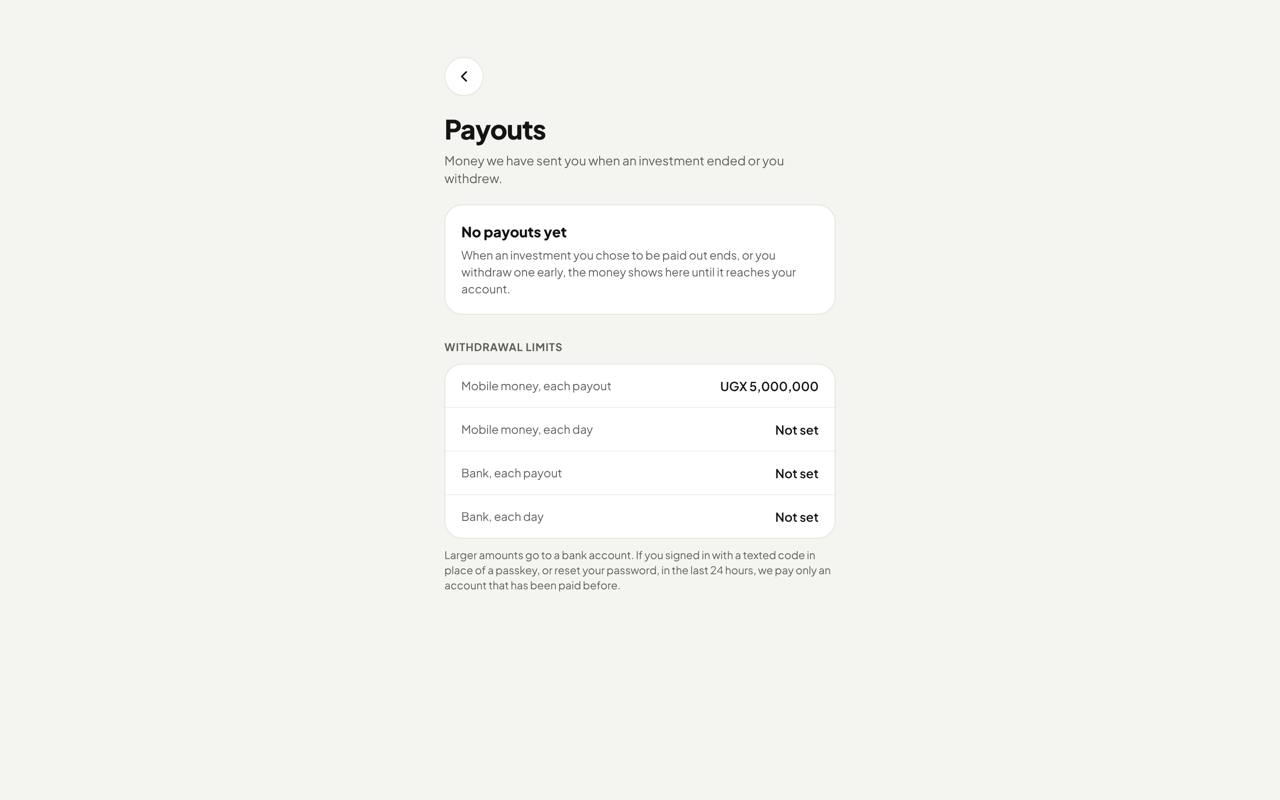 Payouts
Money we have sent you when an investment ended or you
withdrew.
No payouts yet
When an investment you chose to be paid out ends, or you
withdraw one early, the money shows here until it reaches your
account.
WITHDRAWAL LIMITS
Mobile money, each payout UGX 5,000,000
Mobile money, each day Not set
Bank, each payout Not set
Bank, each day Not set
Larger amounts go to a bank account. If you signed in with a texted code in
place of a passkey, or reset your password, in the last 24 hours, we pay only an
account that has been paid before.